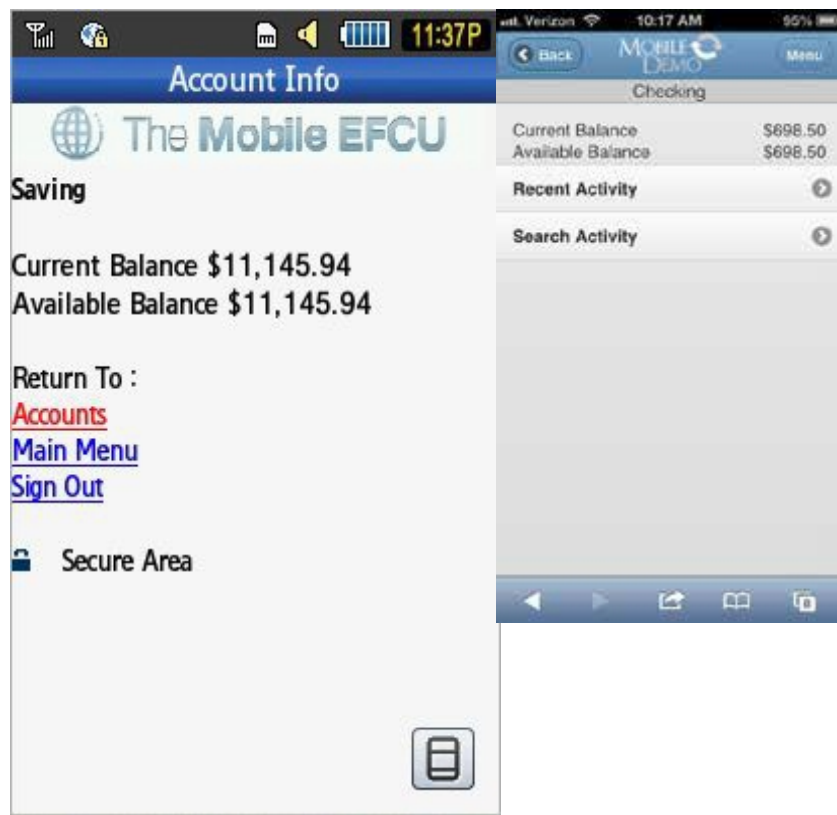 11:37P
Account Info
The Mobile EFCU
Saving
Current Balance $11,145.94
Available Balance $11,145.94
Return To :
Accounts
Main Menu
Sign Out
Secure Area
Verizon 10:17 AM 95%
Back MOBILE DEMO Menu
Checking
Current Balance $698.50
Available Balance $698.50
Recent Activity
Search Activity